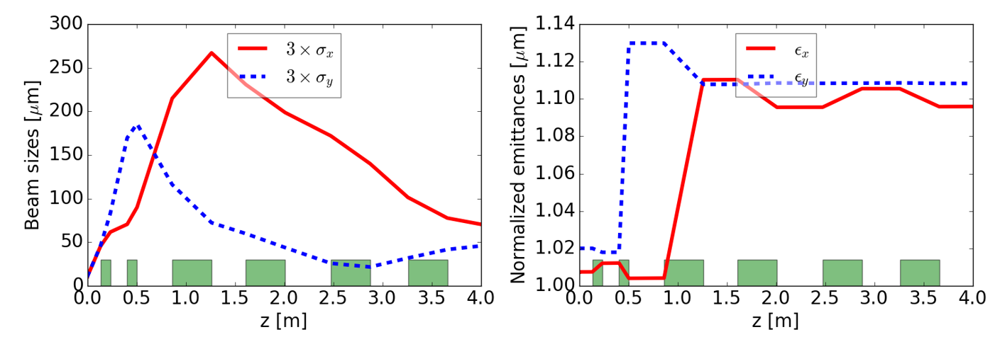 300
250
200
150
100
50
0
Beam sizes [μm]
3 × σx
3 × σy
0.0 0.5 1.0 1.5 2.0 2.5 3.0 3.5 4.0
z [m]
1.14
1.12
1.10
1.08
1.06
1.04
1.02
1.00
Normalized emittances [μm]
ϵx
ϵy
0.0 0.5 1.0 1.5 2.0 2.5 3.0 3.5 4.0
z [m]